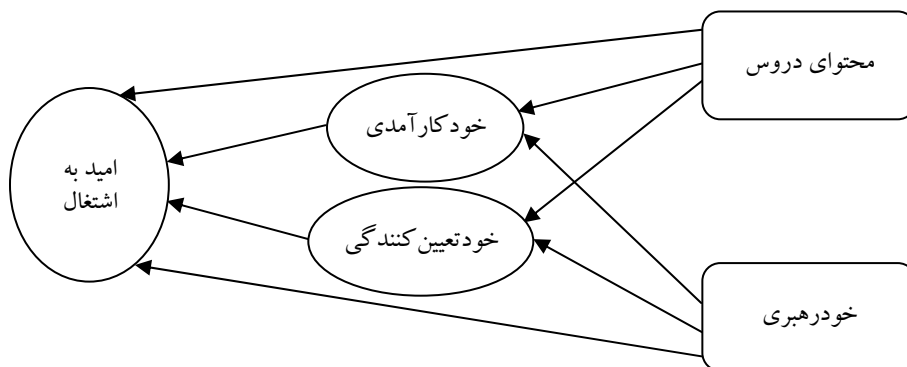 محتوای دروس
خودکارآمدی
امید به
اشتغال
خودتعیین‌کنندگی
خودرهبری